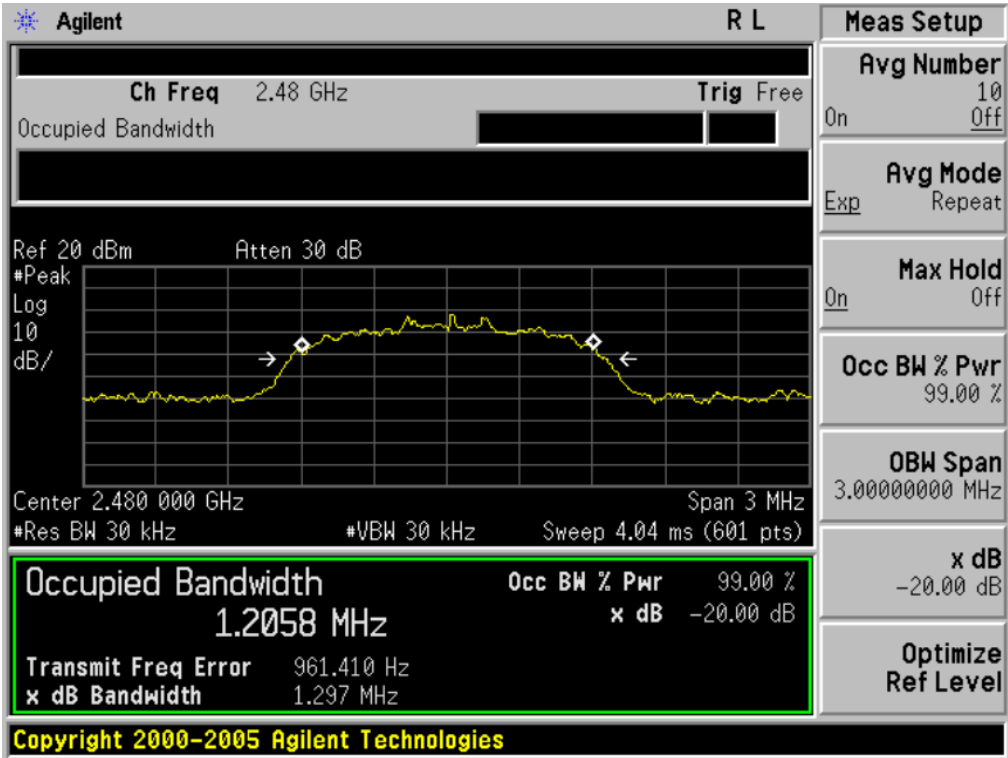 Agilent R L
Ch Freq 2.48 GHz Trig Free
Occupied Bandwidth
Ref 20 dBm Atten 30 dB
#Peak
Log
10
dB/
Center 2.480 000 GHz Span 3 MHz
#Res BW 30 kHz #VBW 30 kHz Sweep 4.04 ms (601 pts)
Occupied Bandwidth Occ BW % Pwr 99.00 %
1.2058 MHz x dB -20.00 dB
Transmit Freq Error 961.410 Hz
x dB Bandwidth 1.297 MHz
Copyright 2000-2005 Agilent Technologies
Meas Setup
Avg Number
10
On Off
Avg Mode
Exp Repeat
Max Hold
On Off
Occ BW % Pwr
99.00 %
OBW Span
3.00000000 MHz
x dB
-20.00 dB
Optimize
Ref Level